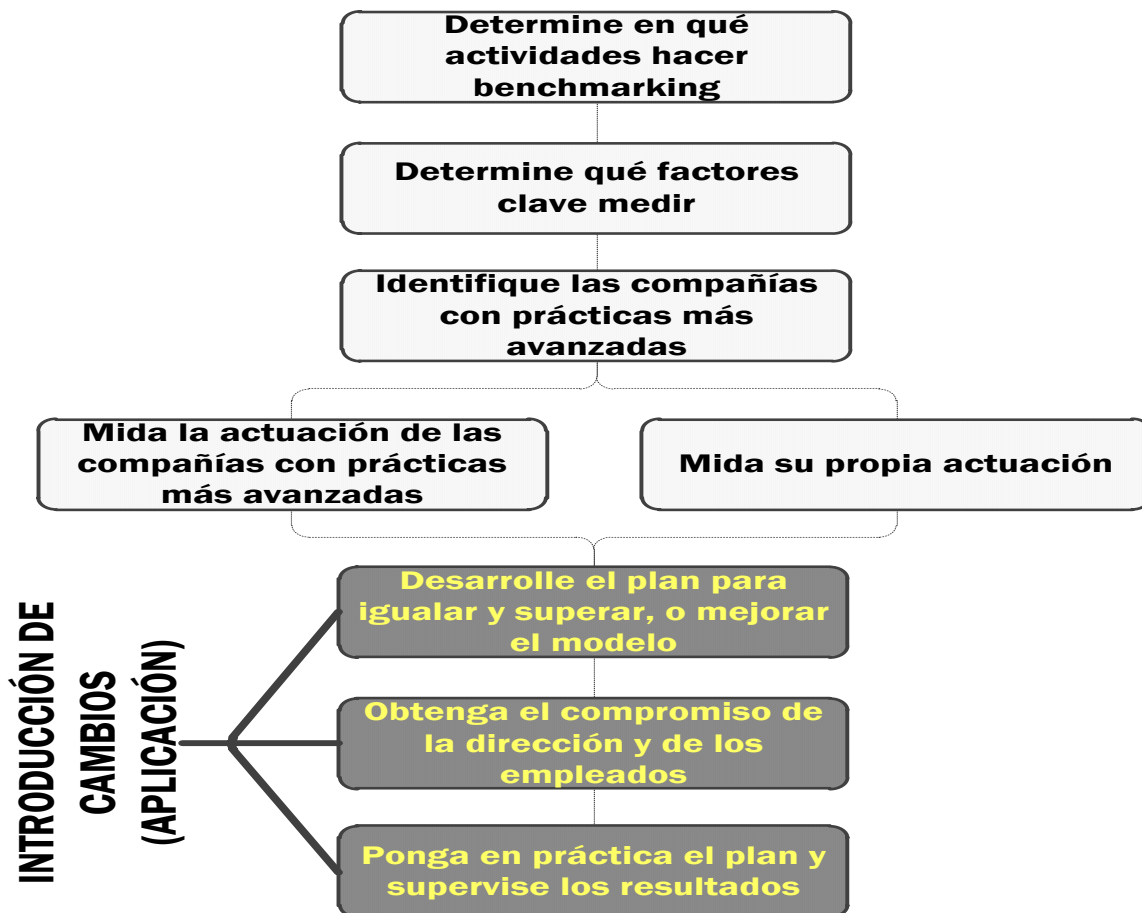 Determine en qué
actividades hacer
benchmarking
Determine qué factores
clave medir
Identifique las compañías
con prácticas más
avanzadas
Mida la actuación de las
compañías con prácticas
más avanzadas
Mida su propia actuación
Desarrolle el plan para
igualar y superar, o mejorar
el modelo
Obtenga el compromiso de
la dirección y de los
empleados
Ponga en práctica el plan y
supervise los resultados
INTRODUCCIÓN DE
CAMBIOS
(APLICACIÓN)